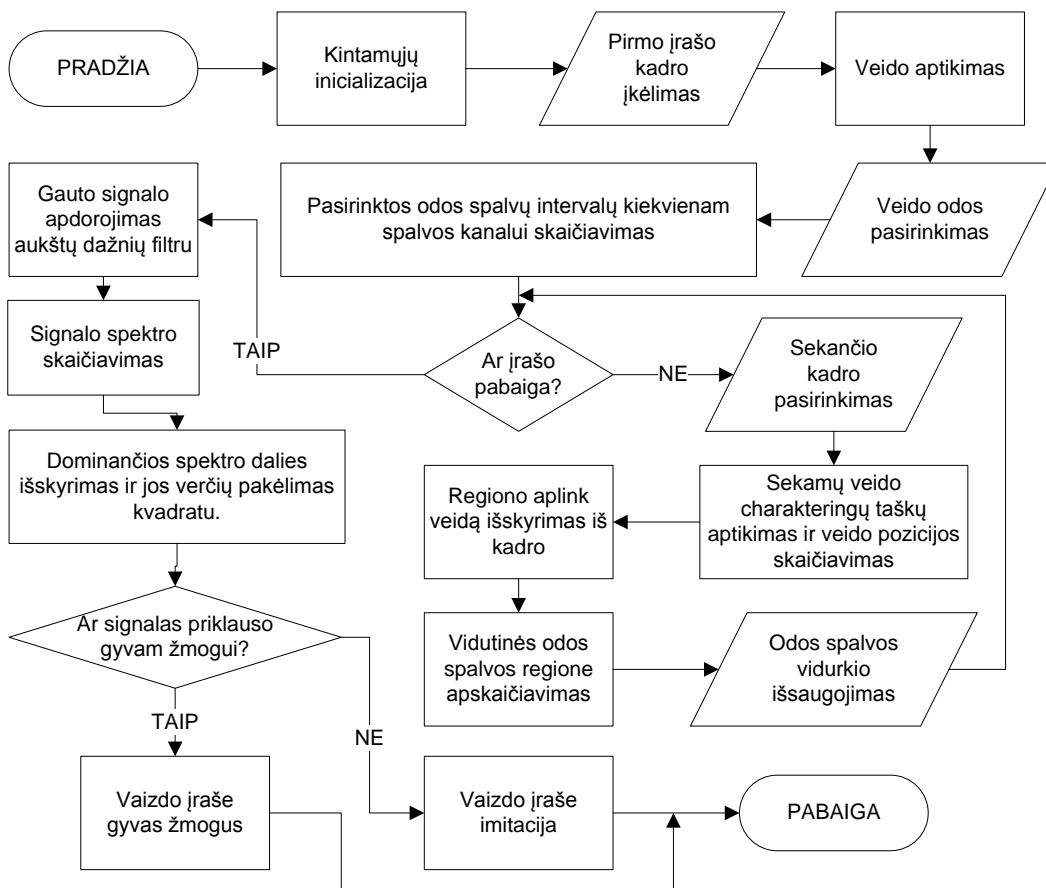 PRADŽIA
Kintamųjų
inicializacija
Pirmo įrašo
kadro
įkėlimas
Veido aptikimas
Veido odos
pasirinkimas
Pasirinktos odos spalvų intervalų kiekvienam
spalvos kanalui skaičiavimas
Gauto signalo
apdorojimas
aukštų dažnių filtru
Signalo spektro
skaičiavimas
TAIP
Ar įrašo
pabaiga?
NE
Sekančio
kadro
pasirinkimas
Dominančios spektro dalies
išskyrimas ir jos verčių pakėlimas
kvadratu.
Regiono aplink
veidą išskyrimas iš
kadro
Sekamų veido
charakteringų taškų
aptikimas ir veido pozicijos
skaičiavimas
Ar signalas priklauso
gyvam žmogui?
Vidutinės odos
spalvos regione
apskaičiavimas
Odos spalvos
vidurkio
išsaugojimas
TAIP
NE
Vaizdo įraše
gyvas žmogus
Vaizdo įraše
imitacija
PABAIGA